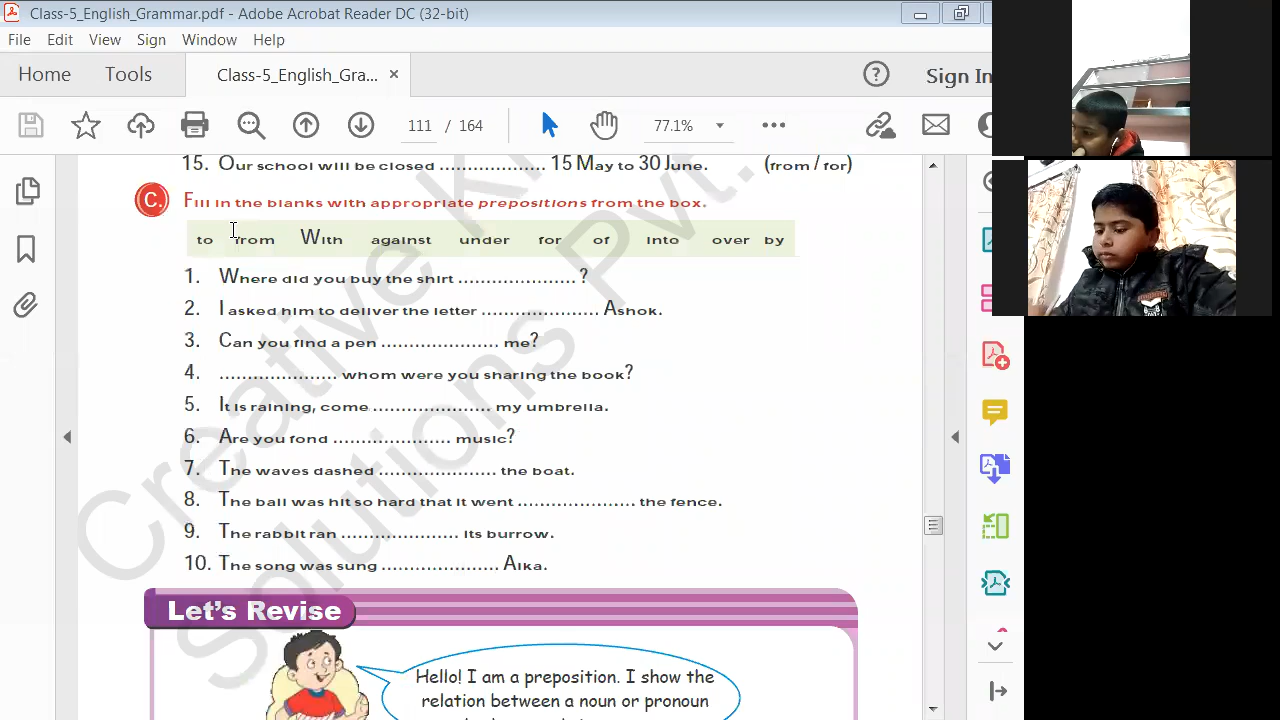 Class-5_English_Grammar.pdf - Adobe Acrobat Reader DC (32-bit)
File Edit View Sign Window Help
Home Tools Class-5_English_Gra... × Sign In
111 / 164 77.1%
15. Our school will be closed ................... 15 May to 30 June. (from / for)
C. Fill in the blanks with appropriate prepositions from the box.
to from With against under for of into over by
1. Where did you buy the shirt ..................... ?
2. I asked him to deliver the letter ..................... Ashok.
3. Can you find a pen ..................... me?
4. ..................... whom were you sharing the book?
5. It is raining, come ..................... my umbrella.
6. Are you fond ..................... music?
7. The waves dashed ..................... the boat.
8. The ball was hit so hard that it went ..................... the fence.
9. The rabbit ran ..................... its burrow.
10. The song was sung ..................... Alka.
Let's Revise
Hello! I am a preposition. I show the
relation between a noun or pronoun